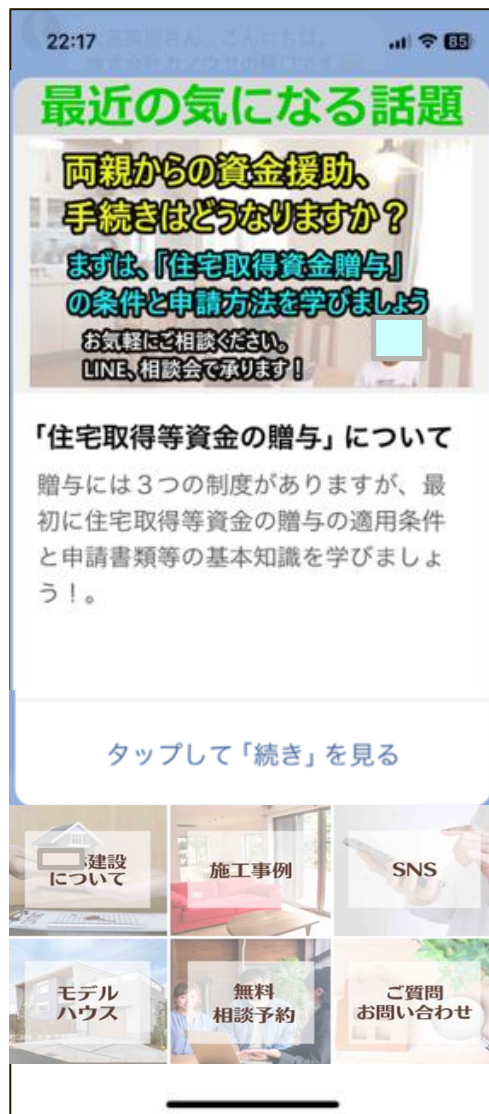 22:17
85
最近の気になる話題
両親からの資金援助、
手続きはどうなりますか？
まずは、「住宅取得資金贈与」
の条件と申請方法を学びましょう
お気軽にご相談ください。
LINE、相談会で承ります！
「住宅取得等資金の贈与」について
贈与には３つの制度がありますが、最
初に住宅取得等資金の贈与の適用条件
と申請書類等の基本知識を学びましょ
う！。
タップして「続き」を見る
建設
について
施工事例
SNS
モデル
ハウス
無料
相談予約
ご質問
お問い合わせ